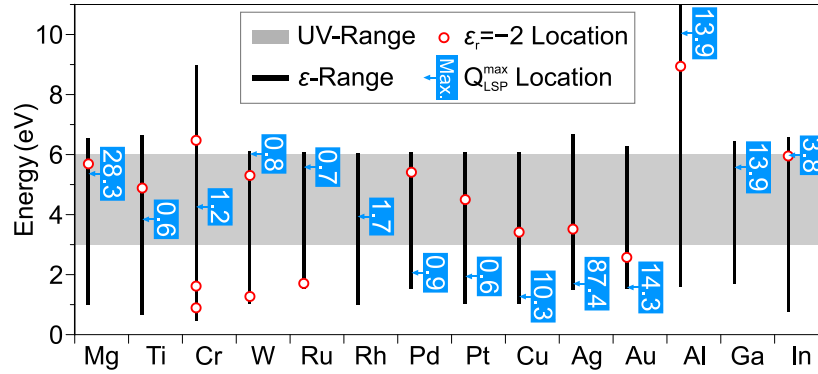 UV-Range
εr=−2 Location
ε-Range
Max.
Q_LSP^max Location
Energy (eV)
10
8
6
4
2
0
28.3
0.6
1.2
0.8
0.7
1.7
0.9
0.6
10.3
87.4
14.3
13.9
13.9
3.8
Mg Ti Cr W Ru Rh Pd Pt Cu Ag Au Al Ga In